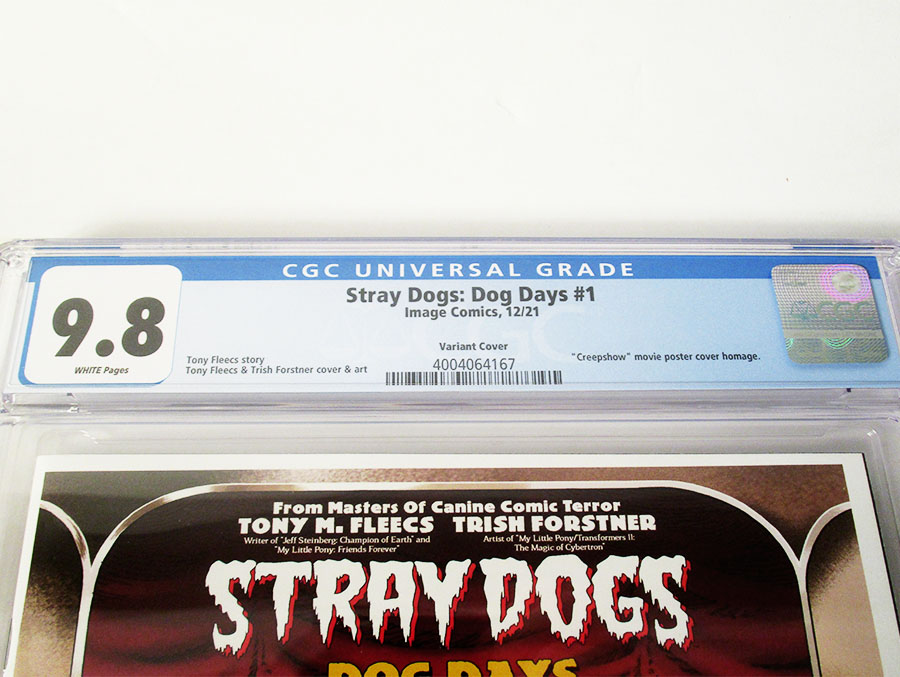 CGC UNIVERSAL GRADE
9.8
WHITE Pages
Stray Dogs: Dog Days #1
Image Comics, 12/21
Variant Cover
4004064167
Tony Fleecs story
Tony Fleecs & Trish Forstner cover & art
"Creepshow" movie poster cover homage.
CGC
From Masters Of Canine Comic Terror
TONY M. FLEECS TRISH FORSTNER
Writer of "Jeff Steinberg: Champion of Earth" and
"My Little Pony: Friends Forever"
Artist of "My Little Pony/Transformers II:
The Magic of Cybertron"
STRAY DOGS
DOG DAYS